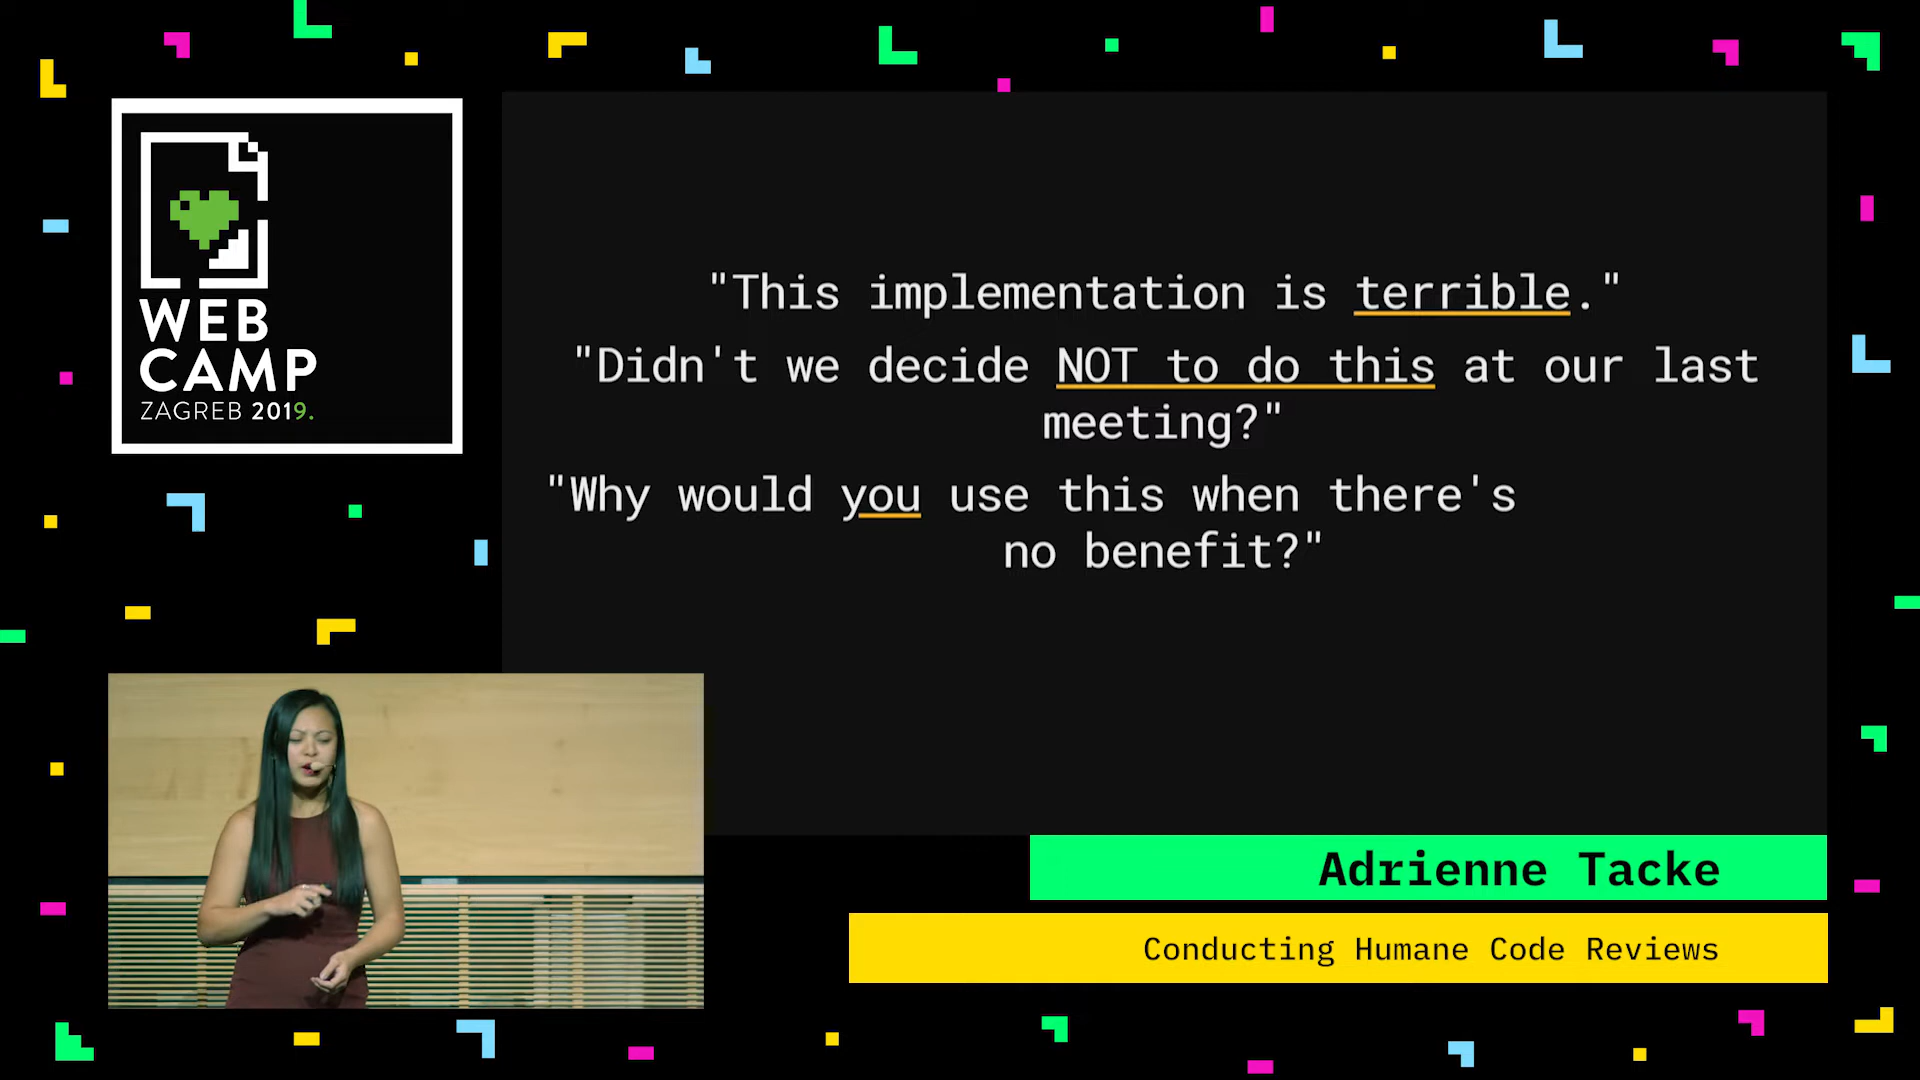 WEB
CAMP
ZAGREB 2019.
"This implementation is terrible."
"Didn't we decide NOT to do this at our last
meeting?"
"Why would you use this when there's
no benefit?"
Adrienne Tacke
Conducting Humane Code Reviews